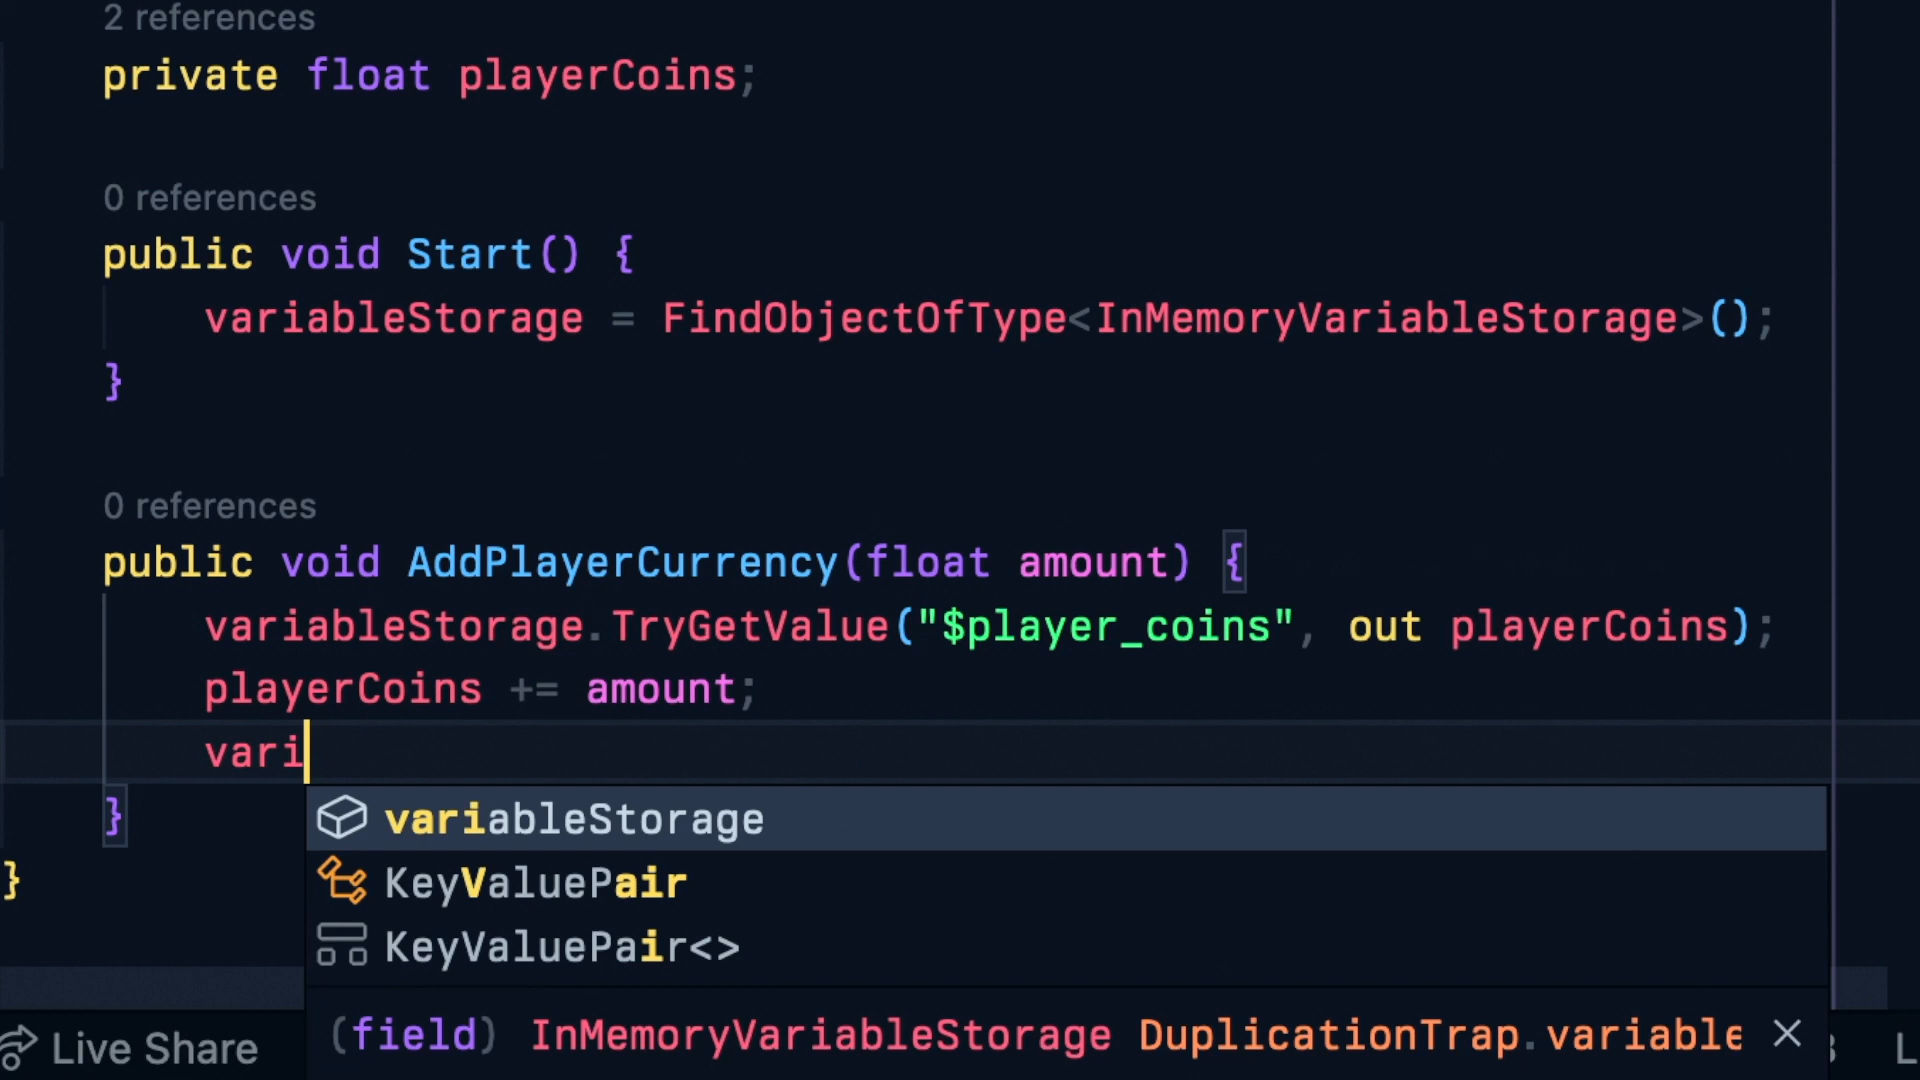 2 references
private float playerCoins;
0 references
public void Start() {
variableStorage = FindObjectOfType<InMemoryVariableStorage>();
}
0 references
public void AddPlayerCurrency(float amount) {
variableStorage.TryGetValue("$player_coins", out playerCoins);
playerCoins += amount;
vari
}
variableStorage
KeyValuePair
}
KeyValuePair<>
(field) InMemoryVariableStorage DuplicationTrap.variable
Live Share